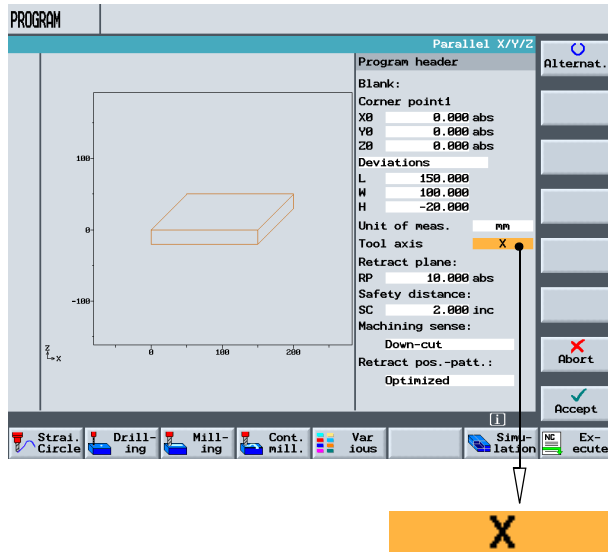 PROGRAM
Parallel X/Y/Z
Alternat.
Program header
Blank:
Corner point1
X0 0.000 abs
Y0 0.000 abs
Z0 0.000 abs
Deviations
L 150.000
W 100.000
H -20.000
Unit of meas. mm
Tool axis X
Retract plane:
RP 10.000 abs
Safety distance:
SC 2.000 inc
Machining sense:
Down-cut
Retract pos.-patt.:
Optimized
100
0
-100
0 100 200
Z
X
Abort
Accept
i
Strai.
Circle
Drill-
ing
Mill-
ing
Cont.
mill.
Var
ious
Simu-
lation
NC
Ex-
ecute
X